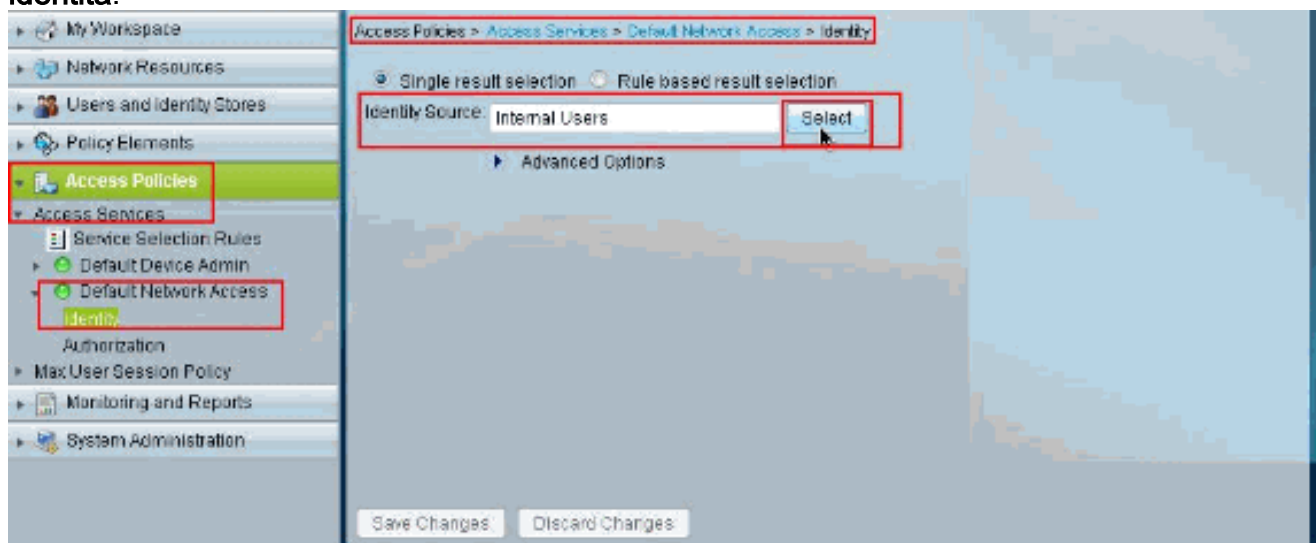 identità.
My Workspace
Network Resources
Users and Identity Stores
Policy Elements
Access Policies
Access Services
Service Selection Rules
Default Device Admin
Default Network Access
Identity
Authorization
Max User Session Policy
Monitoring and Reports
System Administration
Access Policies > Access Services > Default Network Access > Identity
Single result selection Rule based result selection
Identity Source: Internal Users Select
Advanced Options
Save Changes Discard Changes